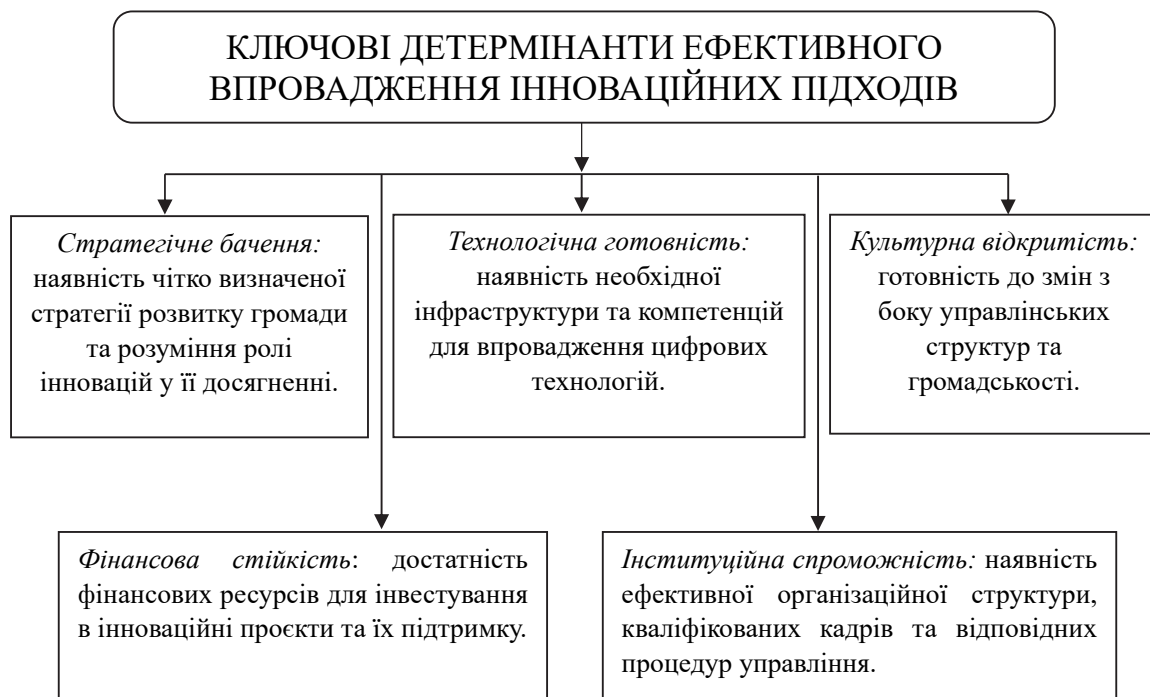 КЛЮЧОВІ ДЕТЕРМІНАНТИ ЕФЕКТИВНОГО
ВПРОВАДЖЕННЯ ІННОВАЦІЙНИХ ПІДХОДІВ
Стратегічне бачення:
наявність чітко визначеної
стратегії розвитку громади
та розуміння ролі
інновацій у її досягненні.
Технологічна готовність:
наявність необхідної
інфраструктури та компетенцій
для впровадження цифрових
технологій.
Культурна відкритість:
готовність до змін з
боку управлінських
структур та
громадськості.
Фінансова стійкість: достатність
фінансових ресурсів для інвестування
в інноваційні проєкти та їх підтримку.
Інституційна спроможність: наявність
ефективної організаційної структури,
кваліфікованих кадрів та відповідних
процедур управління.